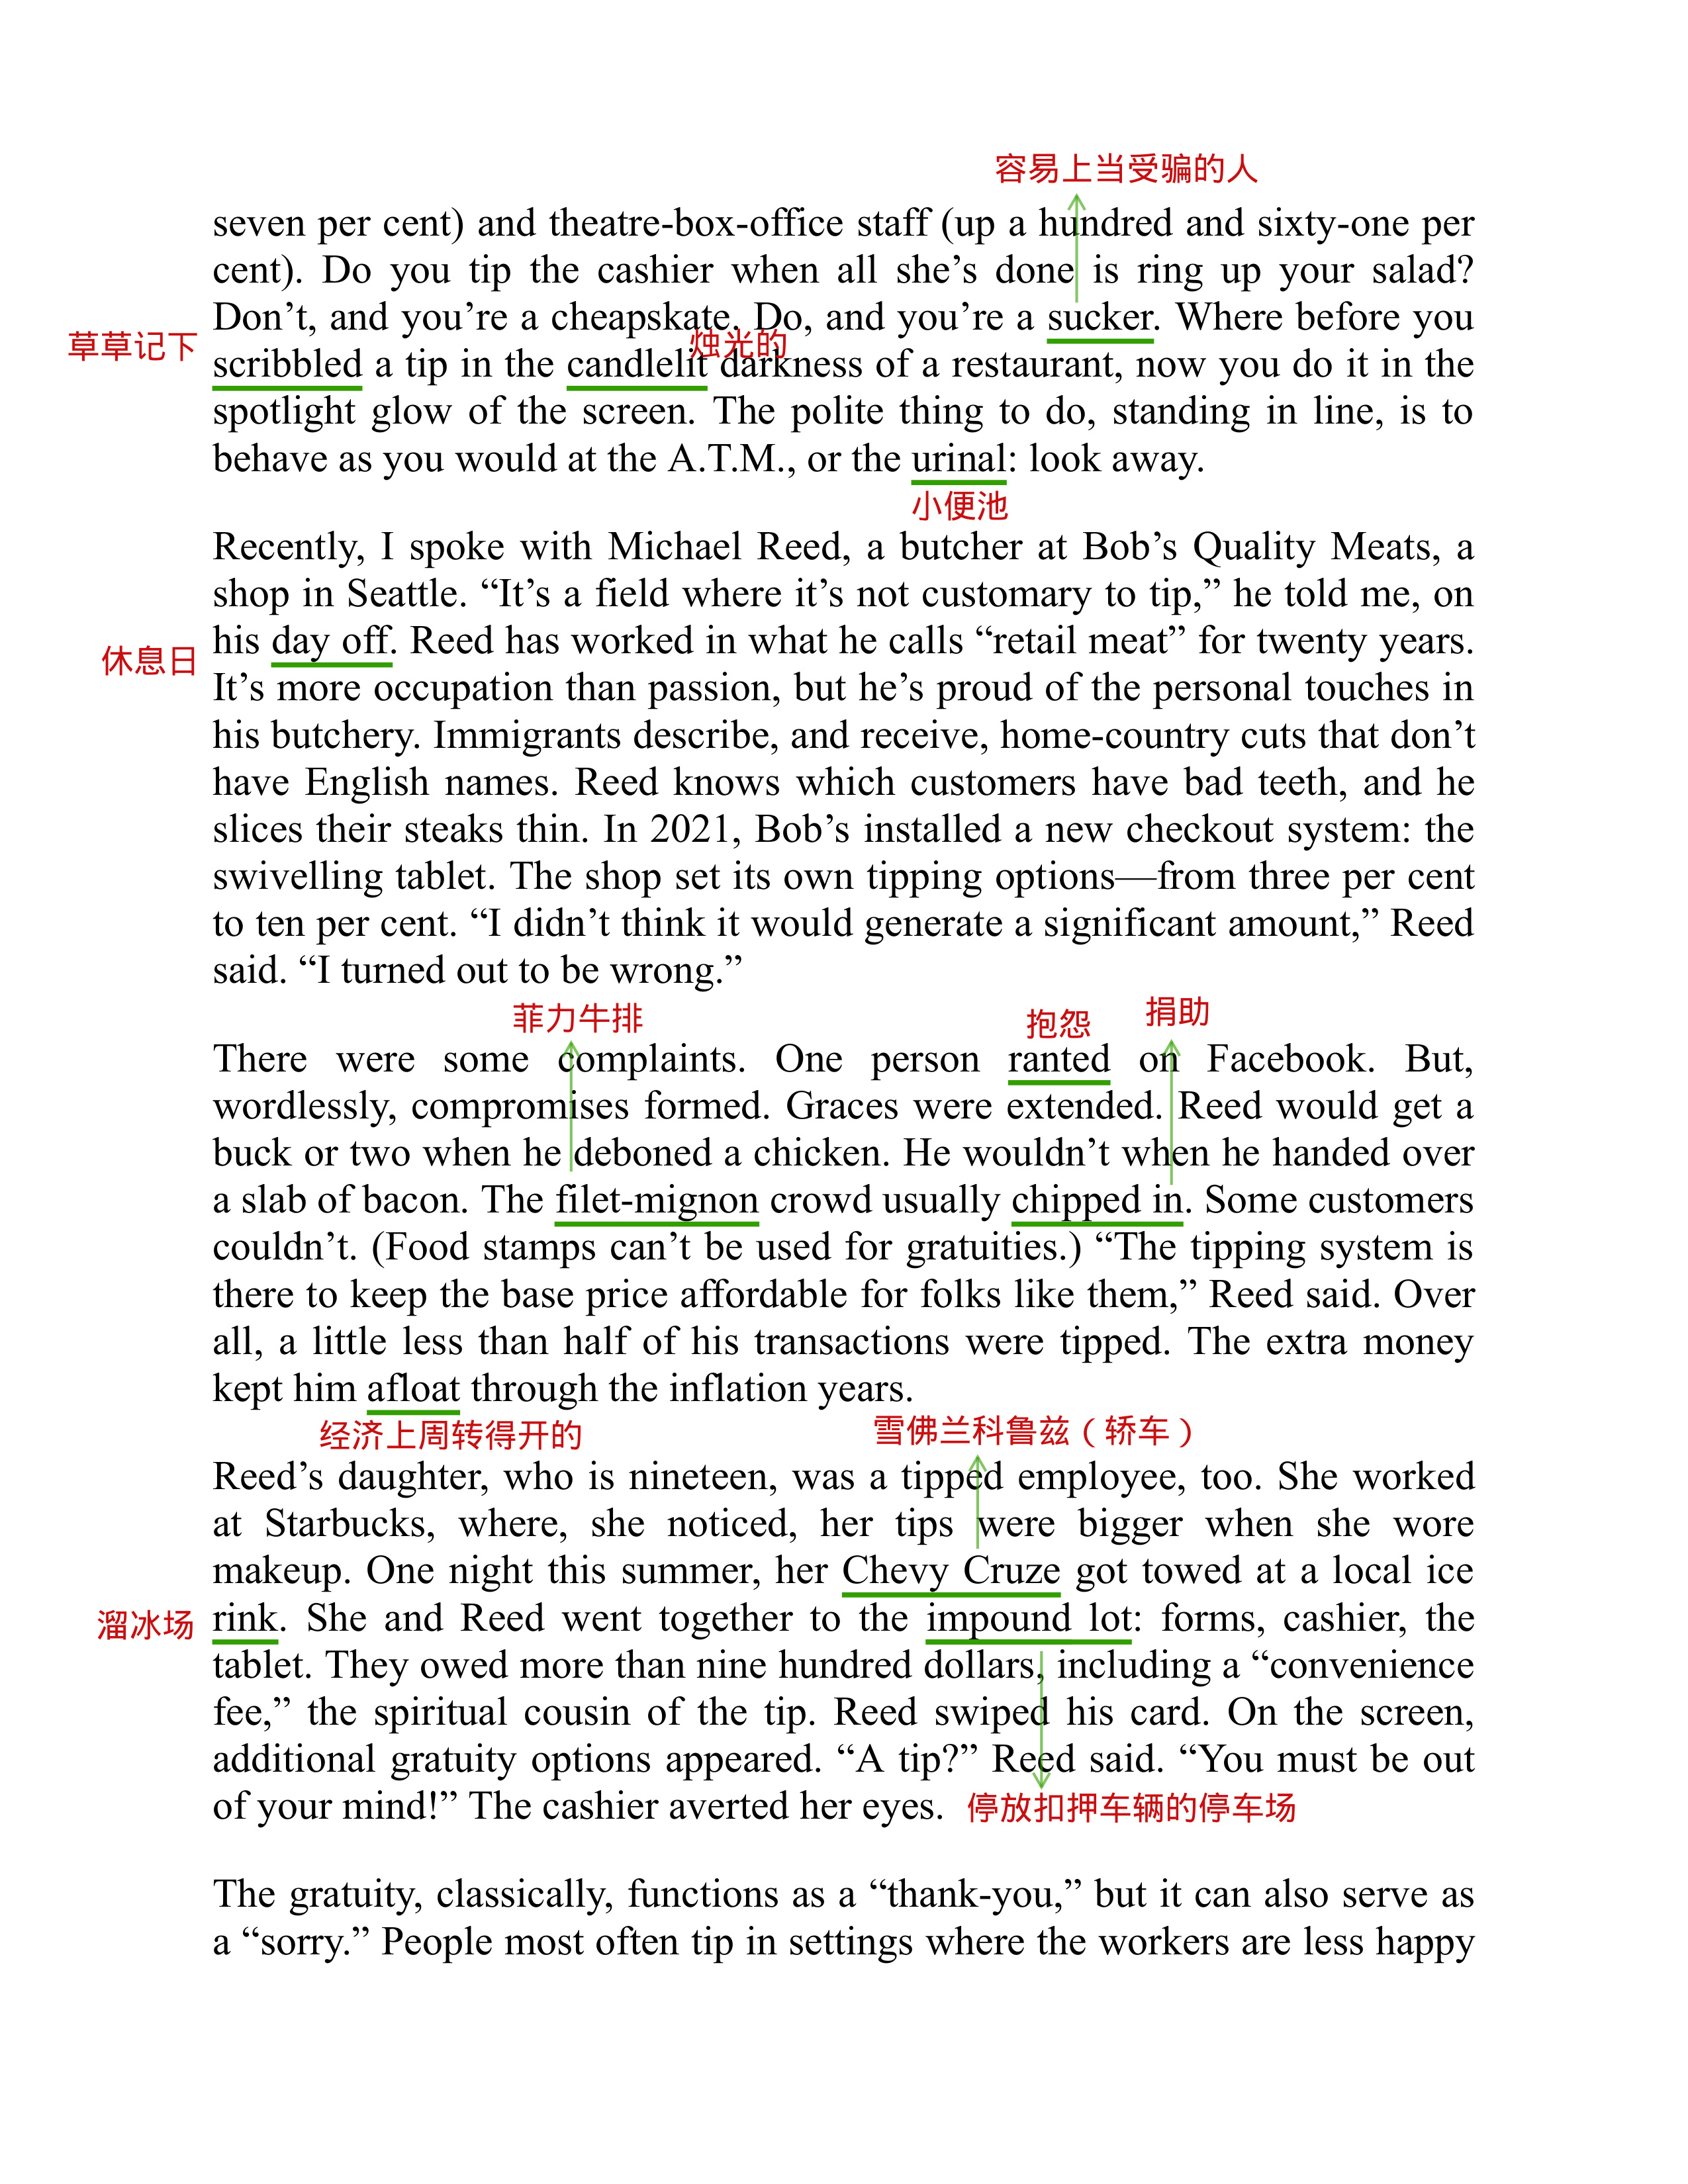 容易上当受骗的人
seven per cent) and theatre-box-office staff (up a hundred and sixty-one per
cent). Do you tip the cashier when all she’s done is ring up your salad?
Don’t, and you’re a cheapskate. Do, and you’re a sucker. Where before you
草草记下
烛光的
scribbled a tip in the candlelit darkness of a restaurant, now you do it in the
spotlight glow of the screen. The polite thing to do, standing in line, is to
behave as you would at the A.T.M., or the urinal: look away.
小便池
Recently, I spoke with Michael Reed, a butcher at Bob’s Quality Meats, a
shop in Seattle. “It’s a field where it’s not customary to tip,” he told me, on
his day off. Reed has worked in what he calls “retail meat” for twenty years.
休息日
It’s more occupation than passion, but he’s proud of the personal touches in
his butchery. Immigrants describe, and receive, home-country cuts that don’t
have English names. Reed knows which customers have bad teeth, and he
slices their steaks thin. In 2021, Bob’s installed a new checkout system: the
swivelling tablet. The shop set its own tipping options—from three per cent
to ten per cent. “I didn’t think it would generate a significant amount,” Reed
said. “I turned out to be wrong.”
菲力牛排
抱怨
捐助
There were some complaints. One person ranted on Facebook. But,
wordlessly, compromises formed. Graces were extended. Reed would get a
buck or two when he deboned a chicken. He wouldn’t when he handed over
a slab of bacon. The filet-mignon crowd usually chipped in. Some customers
couldn’t. (Food stamps can’t be used for gratuities.) “The tipping system is
there to keep the base price affordable for folks like them,” Reed said. Over
all, a little less than half of his transactions were tipped. The extra money
kept him afloat through the inflation years.
经济上周转得开的
雪佛兰科鲁兹（轿车）
Reed’s daughter, who is nineteen, was a tipped employee, too. She worked
at Starbucks, where, she noticed, her tips were bigger when she wore
makeup. One night this summer, her Chevy Cruze got towed at a local ice
溜冰场
rink. She and Reed went together to the impound lot: forms, cashier, the
tablet. They owed more than nine hundred dollars, including a “convenience
fee,” the spiritual cousin of the tip. Reed swiped his card. On the screen,
additional gratuity options appeared. “A tip?” Reed said. “You must be out
of your mind!” The cashier averted her eyes.
停放扣押车辆的停车场
The gratuity, classically, functions as a “thank-you,” but it can also serve as
a “sorry.” People most often tip in settings where the workers are less happy